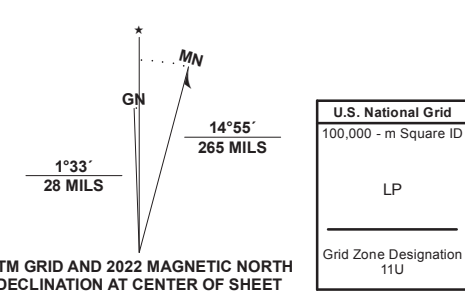 ★
MN
GN
14°55´
265 MILS
1°33´
28 MILS
TM GRID AND 2022 MAGNETIC NORTH
DECLINATION AT CENTER OF SHEET
U.S. National Grid
100,000 - m Square ID
LP
Grid Zone Designation
11U